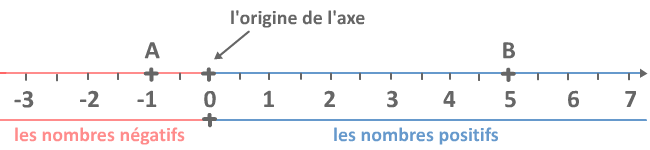 l'origine de l'axe
A B
-3 -2 -1 0 1 2 3 4 5 6 7
les nombres négatifs les nombres positifs